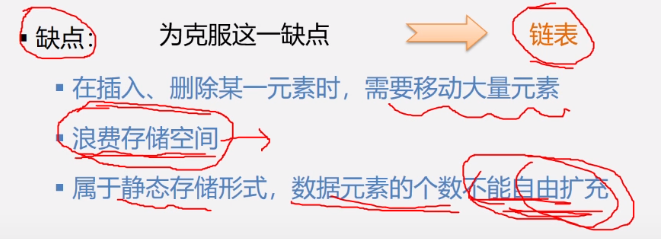 ▪ 缺点： 为克服这一缺点 链表
▪ 在插入、删除某一元素时，需要移动大量元素
▪ 浪费存储空间
▪ 属于静态存储形式，数据元素的个数不能自由扩充